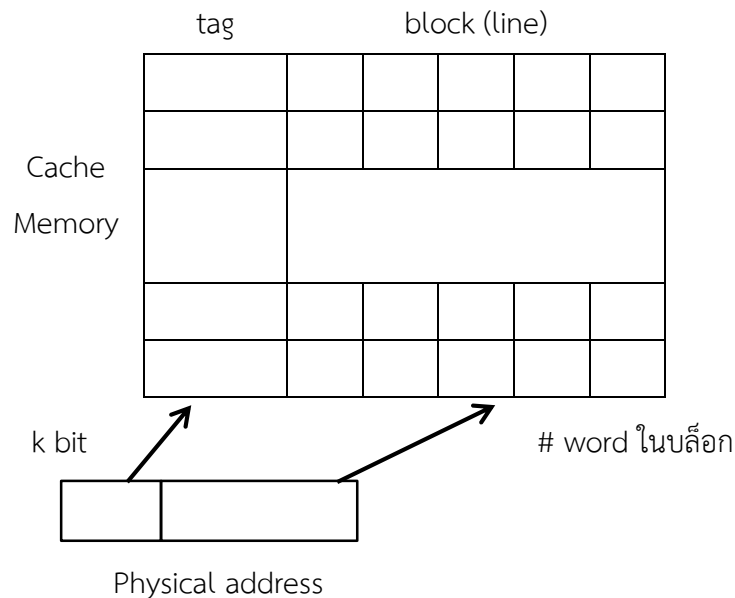 tag
block (line)
Cache
Memory
k bit
# word ในบล็อก
Physical address